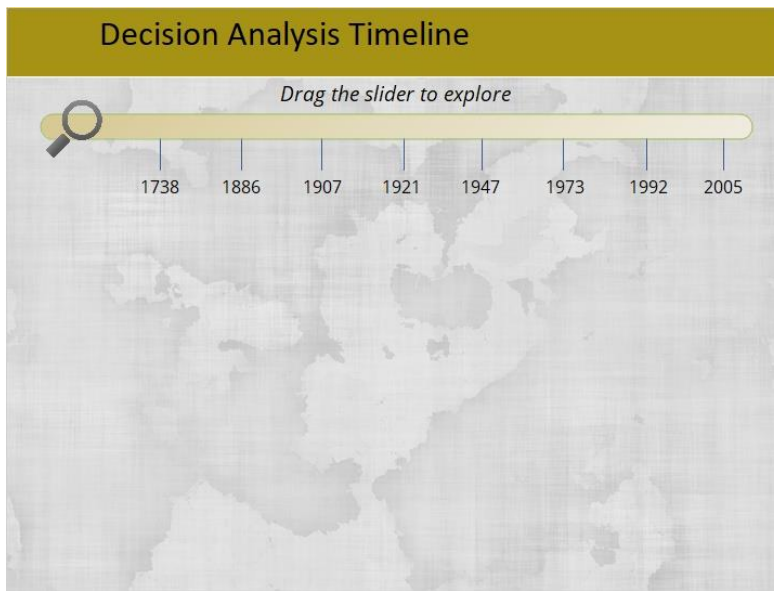 Decision Analysis Timeline
Drag the slider to explore
1738 1886 1907 1921 1947 1973 1992 2005